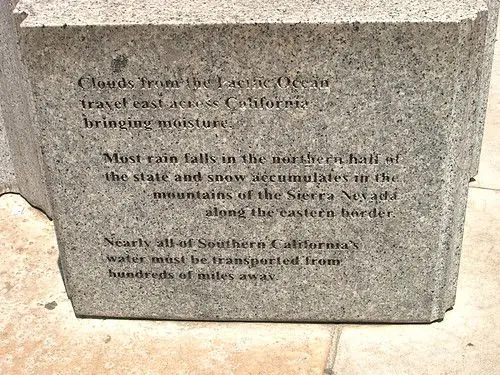 Clouds from the Pacific Ocean
travel east across California
bringing moisture.
Most rain falls in the northern half of
the state and snow accumulates in the
mountains of the Sierra Nevada
along the eastern border.
Nearly all of Southern California's
water must be transported from
hundreds of miles away.